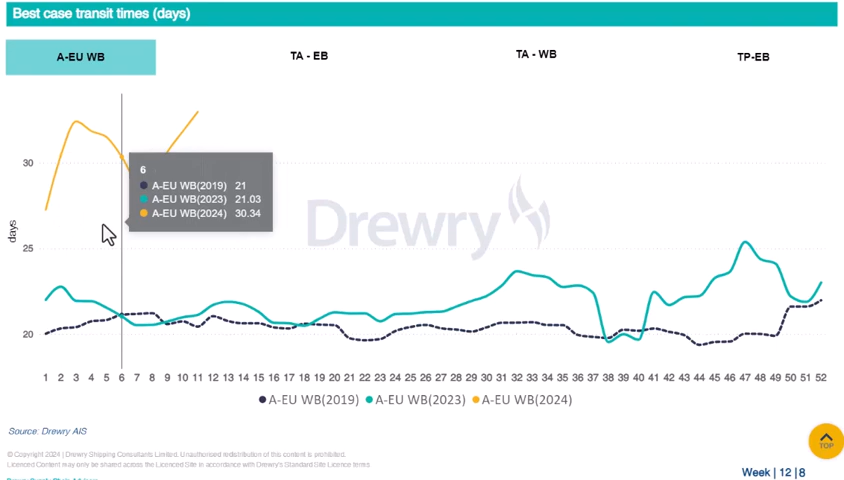 Best case transit times (days)
A-EU WB
TA - EB
TA - WB
TP-EB
6
A-EU WB(2019) 21
A-EU WB(2023) 21.03
A-EU WB(2024) 30.34
Drewry
30
25
20
days
1 2 3 4 5 6 7 8 9 10 11 12 13 14 15 16 17 18 19 20 21 22 23 24 25 26 27 28 29 30 31 32 33 34 35 36 37 38 39 40 41 42 43 44 45 46 47 48 49 50 51 52
A-EU WB(2019) A-EU WB(2023) A-EU WB(2024)
Source: Drewry AIS
TOP
© Copyright 2024 | Drewry Shipping Consultants Limited. Unauthorised redistribution of this content is prohibited.
Licenced Content may only be shared across the Licenced Site in accordance with Drewry's Standard Site Licence terms
Week | 12 | 8